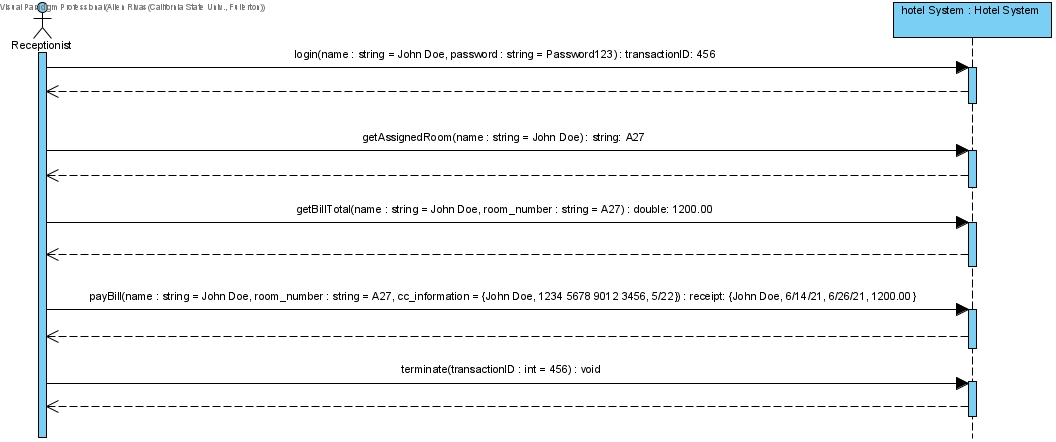 Visual Paradigm Professional(Allen Rivas(California State Univ., Fullerton))
hotel System : Hotel System
Receptionist
login(name : string = John Doe, password : string = Password123) : transactionID: 456
getAssignedRoom(name : string = John Doe) : string: A27
getBillTotal(name : string = John Doe, room_number : string = A27) : double: 1200.00
payBill(name : string = John Doe, room_number : string = A27, cc_information = {John Doe, 1234 5678 9012 3456, 5/22}) : receipt: {John Doe, 6/14/21, 6/26/21, 1200.00 }
terminate(transactionID : int = 456) : void